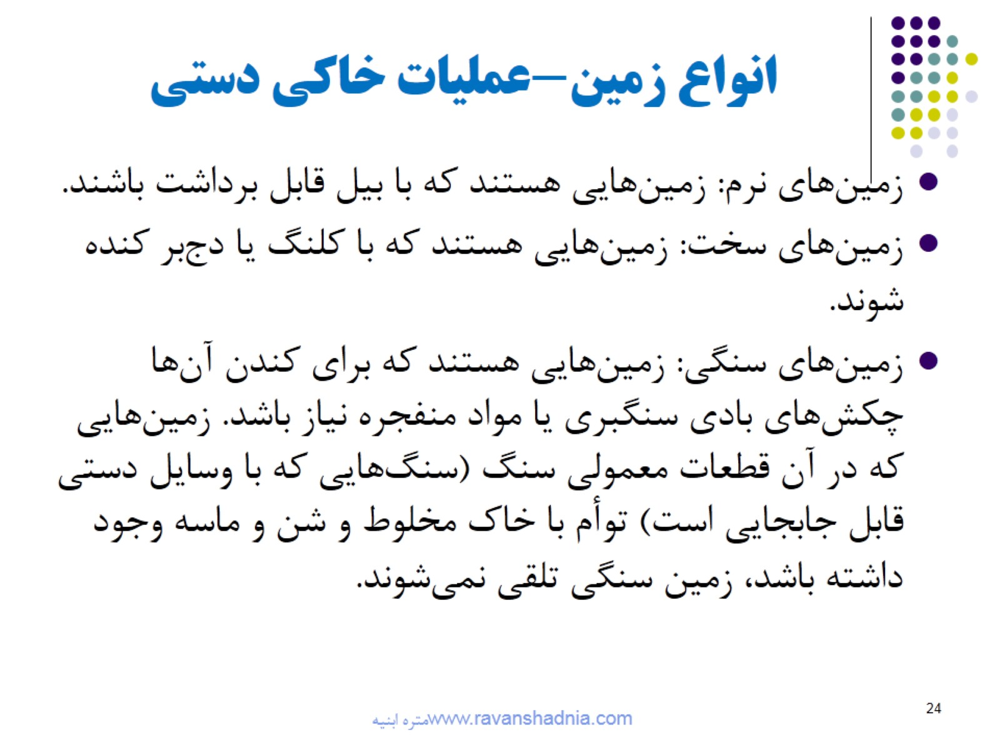 انواع زمین–عملیات خاکی دستی
زمین‌های نرم: زمین‌هایی هستند که با بیل قابل برداشت باشند.
زمین‌های سخت: زمین‌هایی هستند که با کلنگ یا دج‌بر کنده
شوند.
زمین‌های سنگی: زمین‌هایی هستند که برای کندن آن‌ها
چکش‌های بادی سنگبری یا مواد منفجره نیاز باشد. زمین‌هایی
که در آن قطعات معمولی سنگ (سنگ‌هایی که با وسایل دستی
قابل جابجایی است) توأم با خاک مخلوط و شن و ماسه وجود
داشته باشد، زمین سنگی تلقی نمی‌شوند.
متره ابنیه www.ravanshadnia.com
24